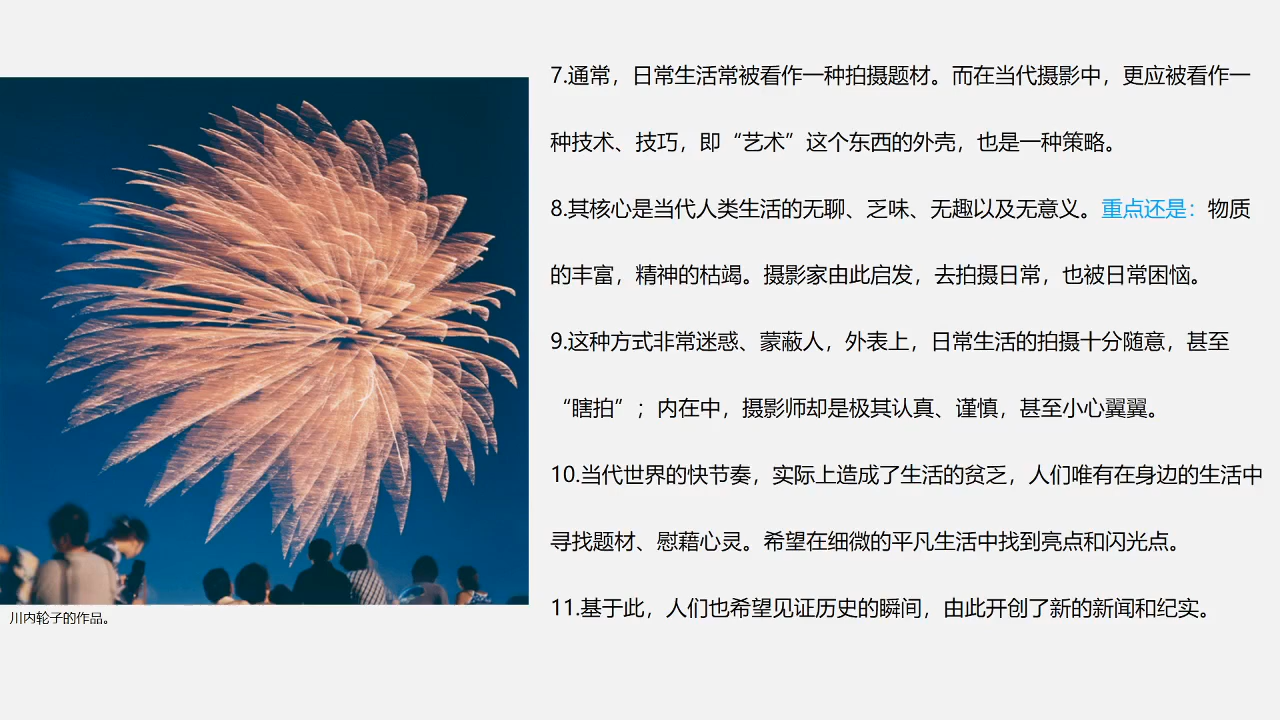 7.通常，日常生活常被看作一种拍摄题材。而在当代摄影中，更应被看作一
种技术、技巧，即“艺术”这个东西的外壳，也是一种策略。
8.其核心是当代人类生活的无聊、乏味、无趣以及无意义。重点还是：物质
的丰富，精神的枯竭。摄影家由此启发，去拍摄日常，也被日常困恼。
9.这种方式非常迷惑、蒙蔽人，外表上，日常生活的拍摄十分随意，甚至
“瞎拍”；内在中，摄影师却是极其认真、谨慎，甚至小心翼翼。
10.当代世界的快节奏，实际上造成了生活的贫乏，人们唯有在身边的生活中
寻找题材、慰藉心灵。希望在细微的平凡生活中找到亮点和闪光点。
11.基于此，人们也希望见证历史的瞬间，由此开创了新的新闻和纪实。
川内轮子的作品。